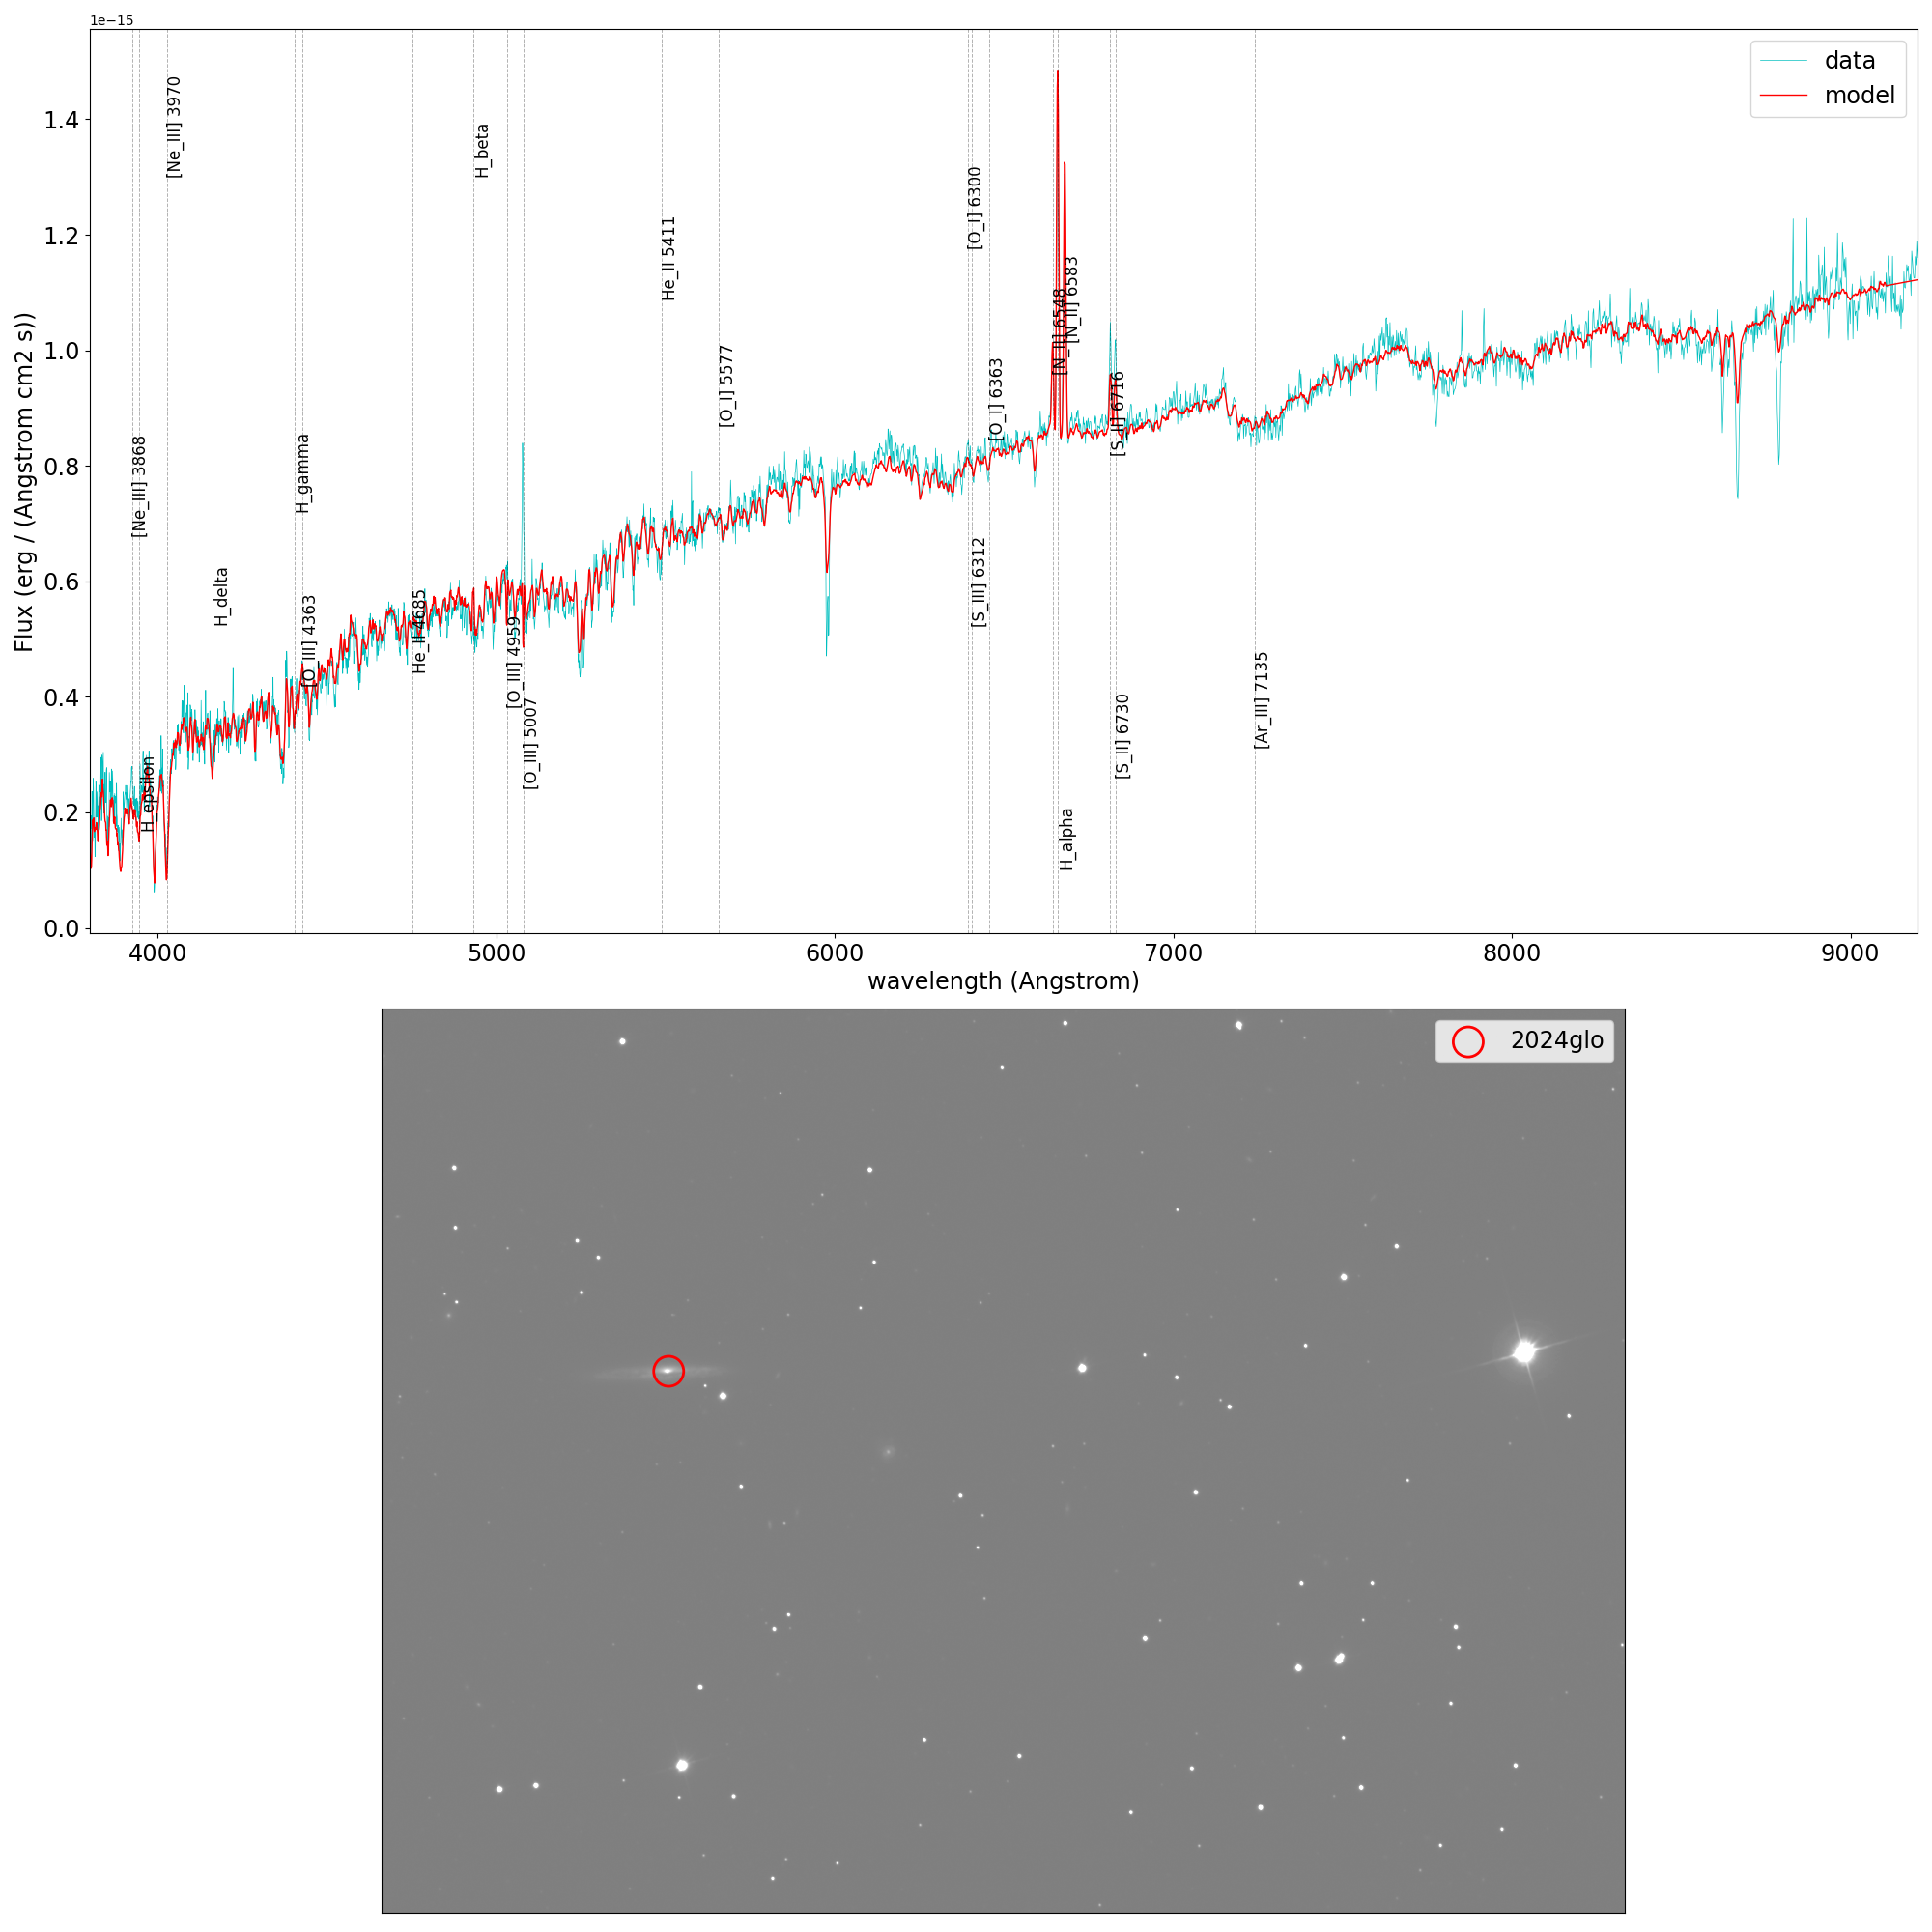 1e−15
data
model
[Ne_III] 3970
H_beta
[O_I] 6300
He_II 5411
[N_II] 6583
[N_II] 6548
[O_I] 5577
[O_I] 6363
[S_II] 6716
[Ne_III] 3868
H_gamma
[S_III] 6312
H_delta
[O_III] 4363
He_II 4685
[O_III] 4959
[O_III] 5007
[Ar_III] 7135
[S_II] 6730
H_epsilon
H_alpha
Flux (erg / (Angstrom cm2 s))
1.4
1.2
1.0
0.8
0.6
0.4
0.2
0.0
4000 5000 6000 7000 8000 9000
wavelength (Angstrom)
2024glo